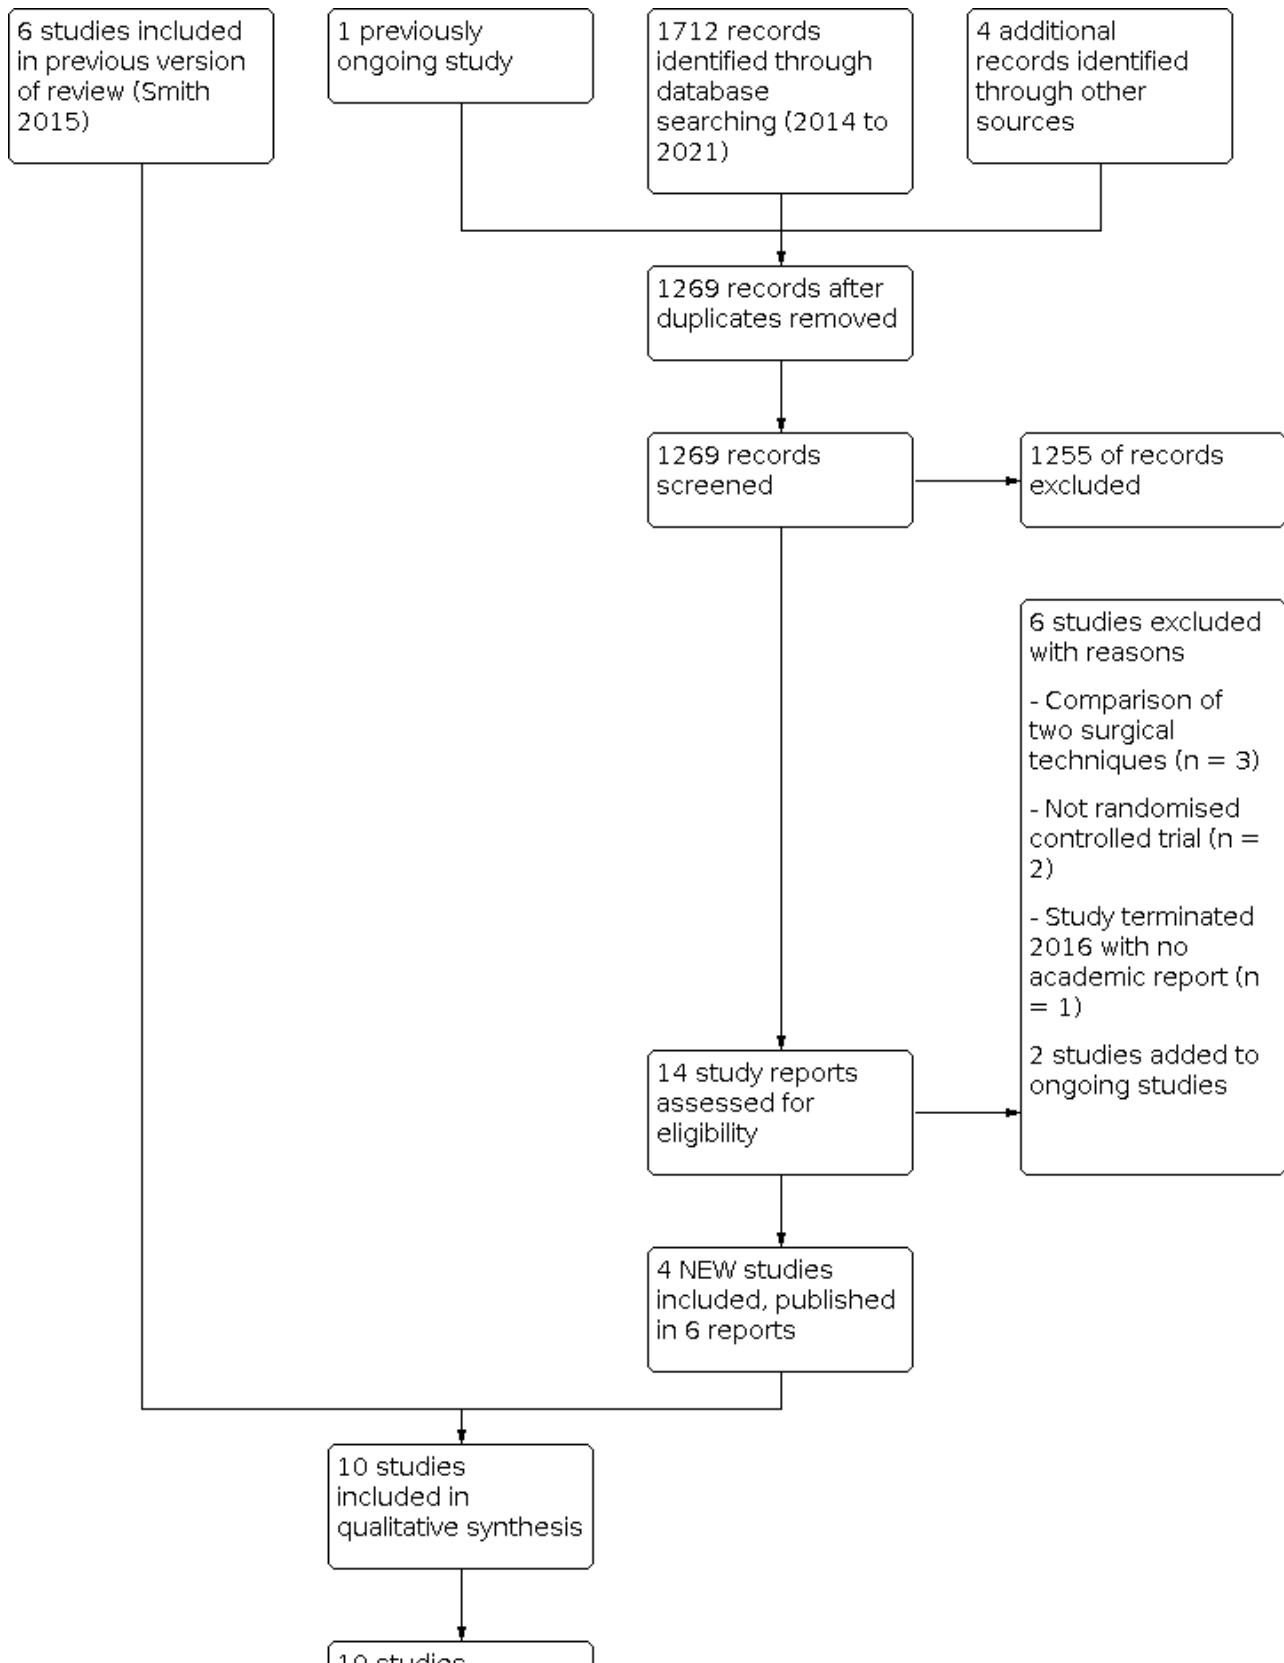 6 studies included
in previous version
of review (Smith
2015)
1 previously
ongoing study
1712 records
identified through
database
searching (2014 to
2021)
4 additional
records identified
through other
sources
1269 records after
duplicates removed
1269 records
screened
1255 of records
excluded
6 studies excluded
with reasons
- Comparison of
two surgical
techniques (n = 3)
- Not randomised
controlled trial (n =
2)
- Study terminated
2016 with no
academic report (n
= 1)
2 studies added to
ongoing studies
14 study reports
assessed for
eligibility
4 NEW studies
included, published
in 6 reports
10 studies
included in
qualitative synthesis
10 studies